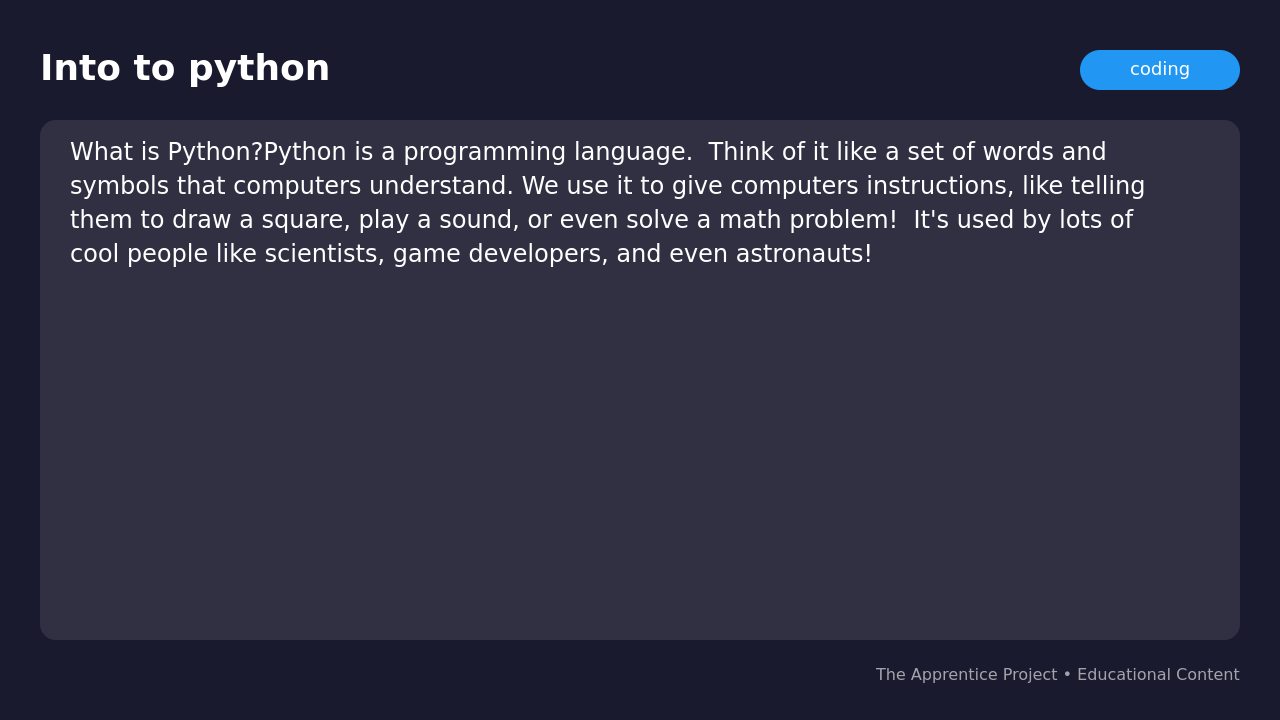 Into to python
coding
What is Python?Python is a programming language.  Think of it like a set of words and
symbols that computers understand. We use it to give computers instructions, like telling
them to draw a square, play a sound, or even solve a math problem!  It's used by lots of
cool people like scientists, game developers, and even astronauts!
The Apprentice Project • Educational Content